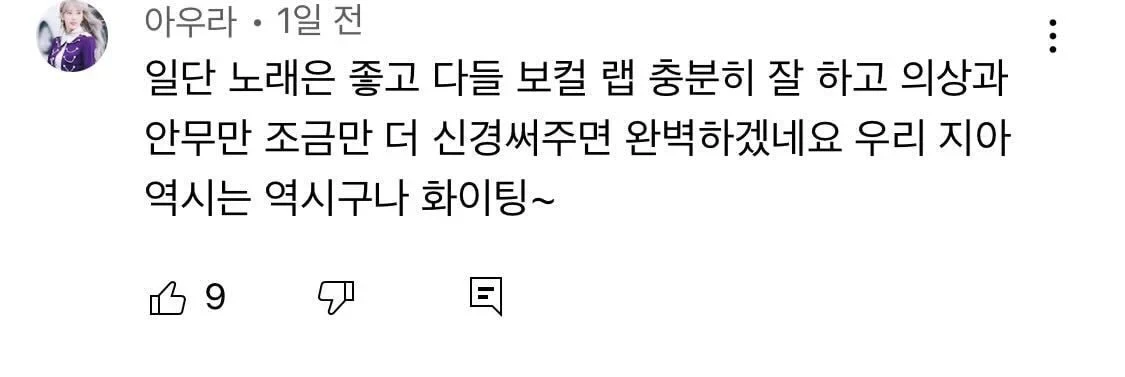 아우라 • 1일 전
일단 노래은 좋고 다들 보컬 랩 충분히 잘 하고 의상과
안무만 조금만 더 신경써주면 완벽하겠네요 우리 지아
역시는 역시구나 화이팅~
9